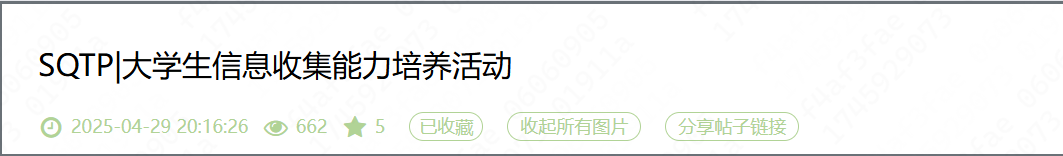 SQTP|大学生信息收集能力培养活动
2025-04-29 20:16:26 662 5 已收藏 收起所有图片 分享帖子链接